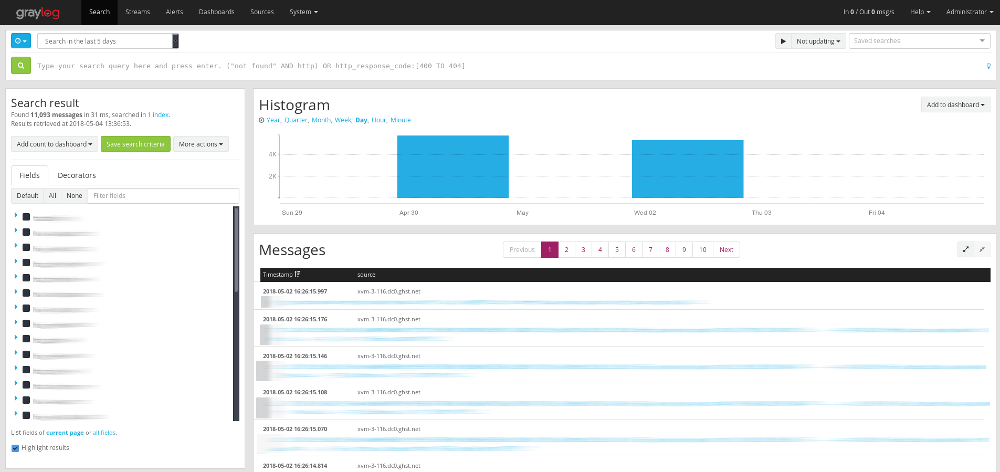 graylog Search Streams Alerts Dashboards Sources System In 0 / Out 0 msg/s Help Administrator
Search in the last 5 days Not updating Saved searches
Type your search query here and press enter. ("not found" AND http) OR http_response_code:[400 TO 404]
Search result
Found 11,093 messages in 31 ms, searched in 1 index.
Results retrieved at 2018-05-04 13:36:53.
Add count to dashboard Save search criteria More actions
Fields Decorators
Default All None Filter fields
List fields of current page or all fields.
Highlight results
Histogram
Add to dashboard
Year, Quarter, Month, Week, Day, Hour, Minute
4K
2K
Sun 29 Apr 30 May Wed 02 Thu 03 Fri 04
Messages
Previous 1 2 3 4 5 6 7 8 9 10 Next
Timestamp source
2018-05-02 16:26:15.997 xvm-3-116.dc0.ghst.net
2018-05-02 16:26:15.176 xvm-3-116.dc0.ghst.net
2018-05-02 16:26:15.146 xvm-3-116.dc0.ghst.net
2018-05-02 16:26:15.108 xvm-3-116.dc0.ghst.net
2018-05-02 16:26:15.070 xvm-3-116.dc0.ghst.net
2018-05-02 16:26:14.814 xvm-3-116.dc0.ghst.net